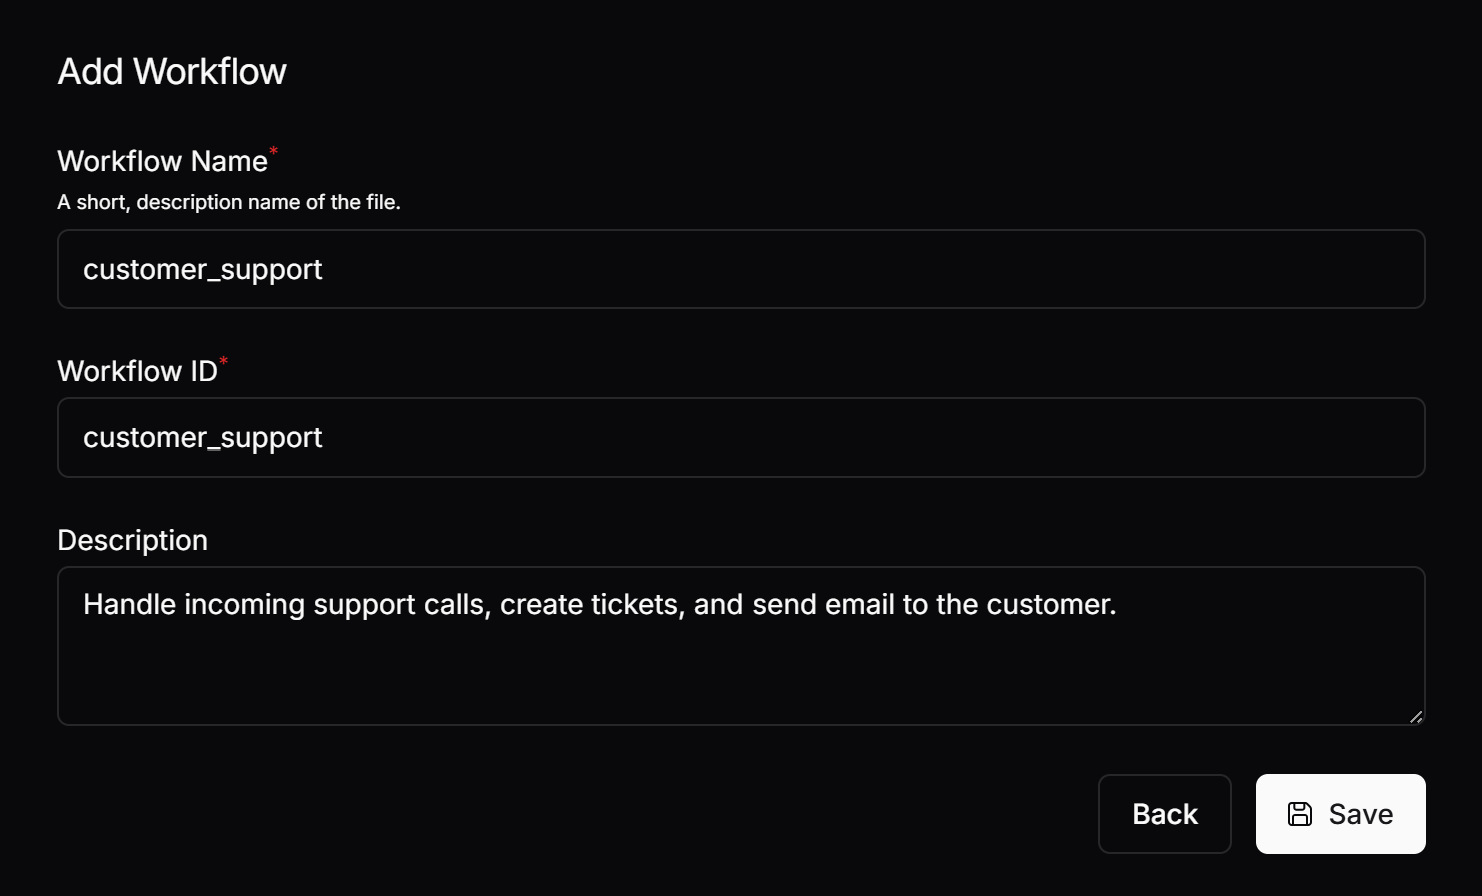 Add Workflow
Workflow Name*
A short, description name of the file.
customer_support
Workflow ID*
customer_support
Description
Handle incoming support calls, create tickets, and send email to the customer.
Back
Save